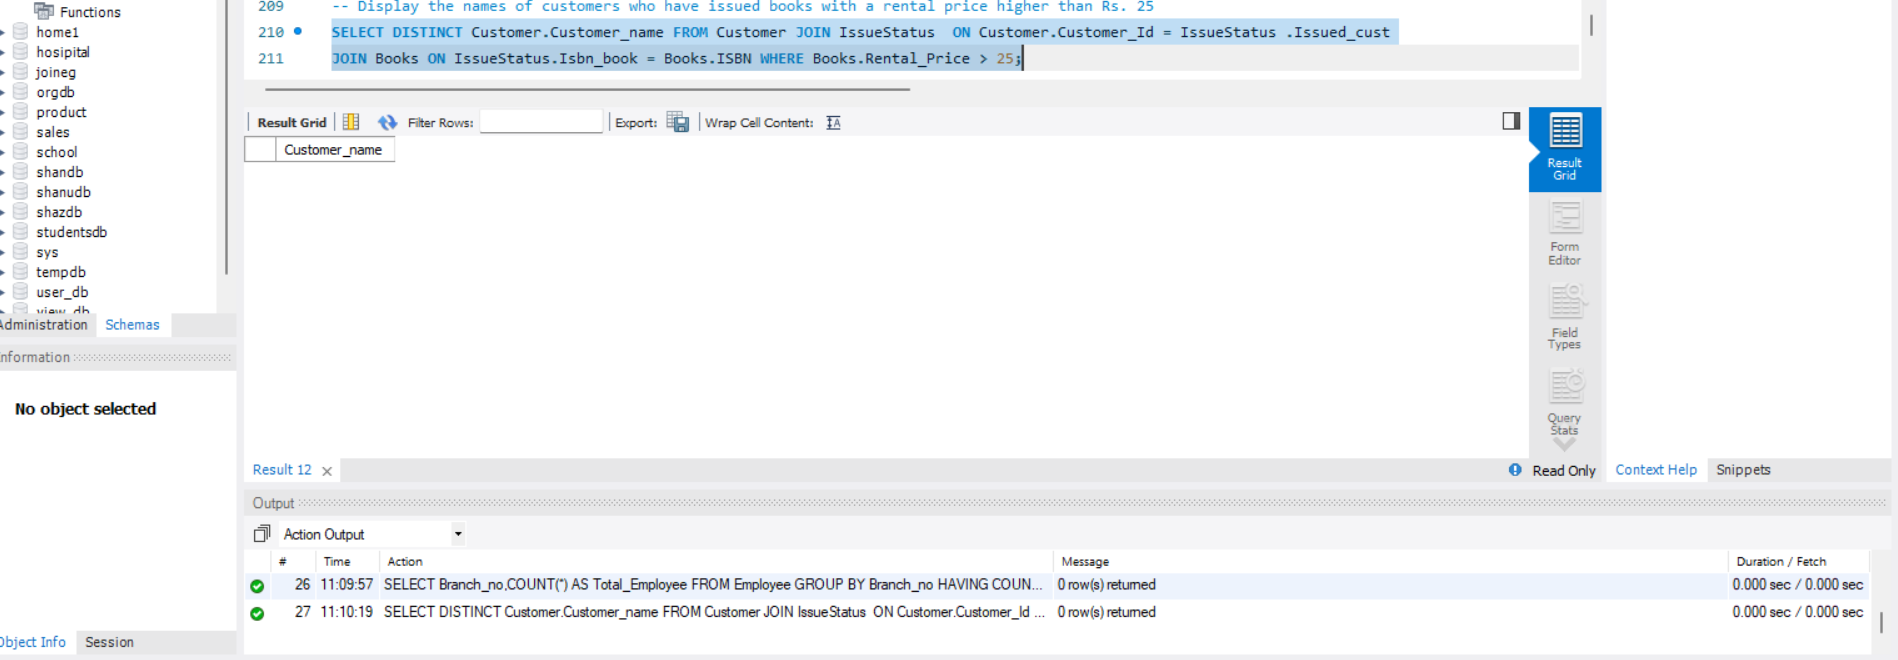 Functions
home1
hosipital
joineg
orgdb
product
sales
school
shandb
shanudb
shazdb
studentsdb
sys
tempdb
user_db
view_db
Administration Schemas
Information
No object selected
Object Info Session
209 -- Display the names of customers who have issued books with a rental price higher than Rs. 25
210 SELECT DISTINCT Customer.Customer_name FROM Customer JOIN IssueStatus  ON Customer.Customer_Id = IssueStatus .Issued_cust
211 JOIN Books ON IssueStatus.Isbn_book = Books.ISBN WHERE Books.Rental_Price > 25;
Result Grid Filter Rows: Export: Wrap Cell Content:
Customer_name
Result
Grid
Form
Editor
Field
Types
Query
Stats
Result 12 Read Only Context Help Snippets
Output
Action Output
# Time Action Message Duration / Fetch
26 11:09:57 SELECT Branch_no,COUNT(*) AS Total_Employee FROM Employee GROUP BY Branch_no HAVING COUN... 0 row(s) returned 0.000 sec / 0.000 sec
27 11:10:19 SELECT DISTINCT Customer.Customer_name FROM Customer JOIN IssueStatus  ON Customer.Customer_Id ... 0 row(s) returned 0.000 sec / 0.000 sec